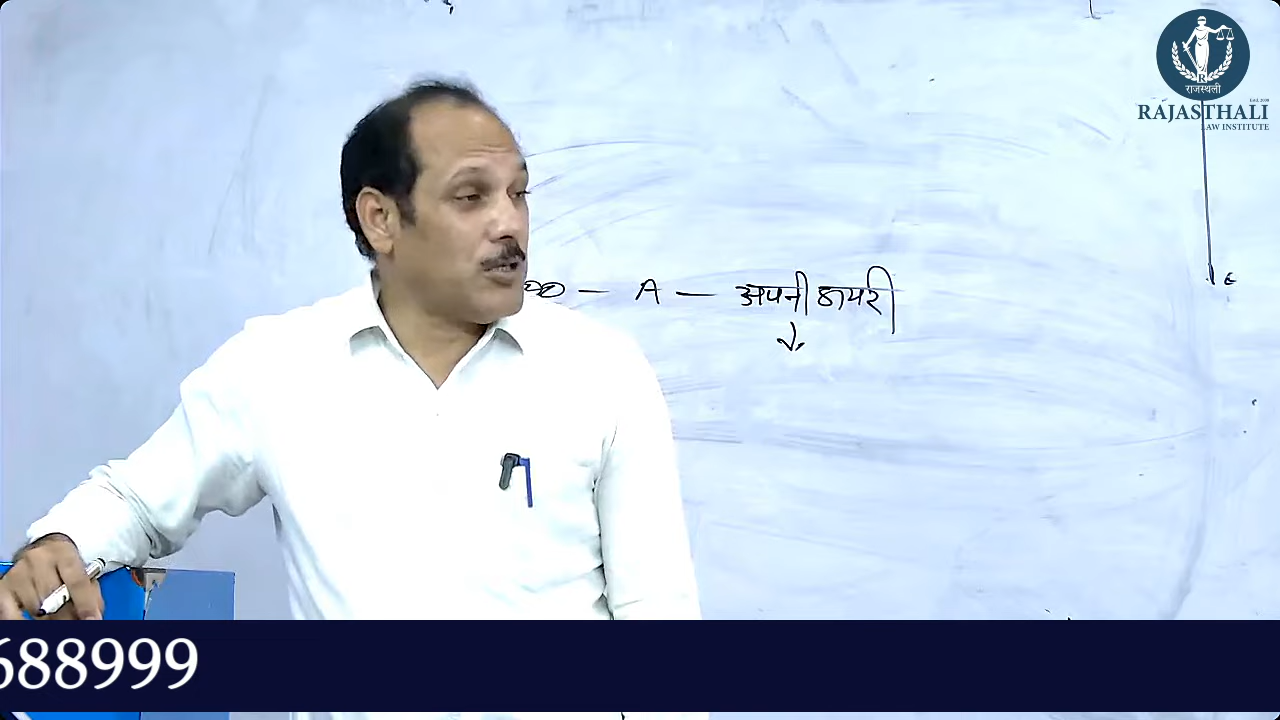 राजस्थली
RAJASTHALI
LAW INSTITUTE
— A — अपनी डायरी
688999